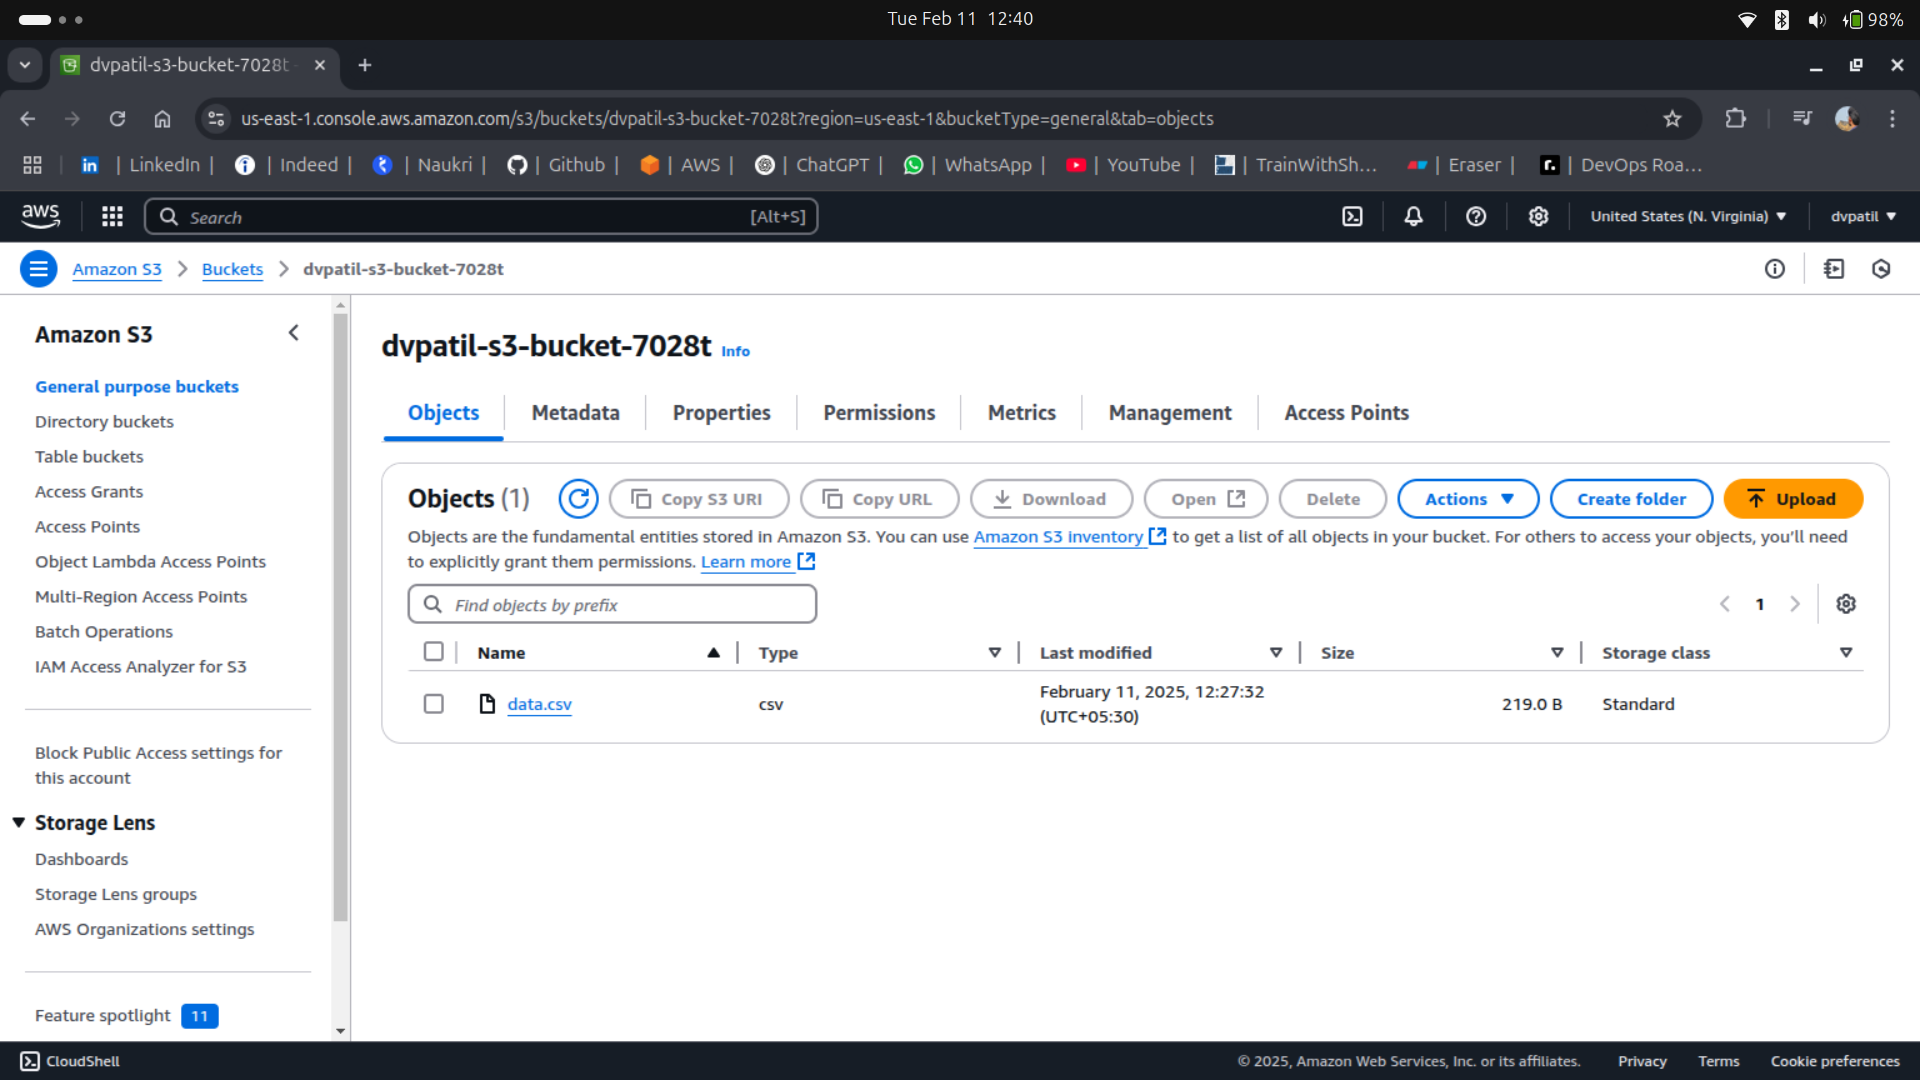 Tue Feb 11 12:40
98%
dvpatil-s3-bucket-7028t -
us-east-1.console.aws.amazon.com/s3/buckets/dvpatil-s3-bucket-7028t?region=us-east-1&bucketType=general&tab=objects
| LinkedIn | | Indeed | | Naukri | | Github | | AWS | | ChatGPT | | WhatsApp | | YouTube | | TrainWithSh... | Eraser | | DevOps Roa...
aws Search [Alt+S] United States (N. Virginia) dvpatil
Amazon S3 > Buckets > dvpatil-s3-bucket-7028t
Amazon S3
General purpose buckets
Directory buckets
Table buckets
Access Grants
Access Points
Object Lambda Access Points
Multi-Region Access Points
Batch Operations
IAM Access Analyzer for S3
Block Public Access settings for
this account
Storage Lens
Dashboards
Storage Lens groups
AWS Organizations settings
Feature spotlight 11
dvpatil-s3-bucket-7028t Info
Objects Metadata Properties Permissions Metrics Management Access Points
Objects (1) Copy S3 URI Copy URL Download Open Delete Actions Create folder Upload
Objects are the fundamental entities stored in Amazon S3. You can use Amazon S3 inventory to get a list of all objects in your bucket. For others to access your objects, you'll need
to explicitly grant them permissions. Learn more
Find objects by prefix 1
Name Type Last modified Size Storage class
data.csv csv February 11, 2025, 12:27:32 219.0 B Standard
(UTC+05:30)
CloudShell © 2025, Amazon Web Services, Inc. or its affiliates. Privacy Terms Cookie preferences